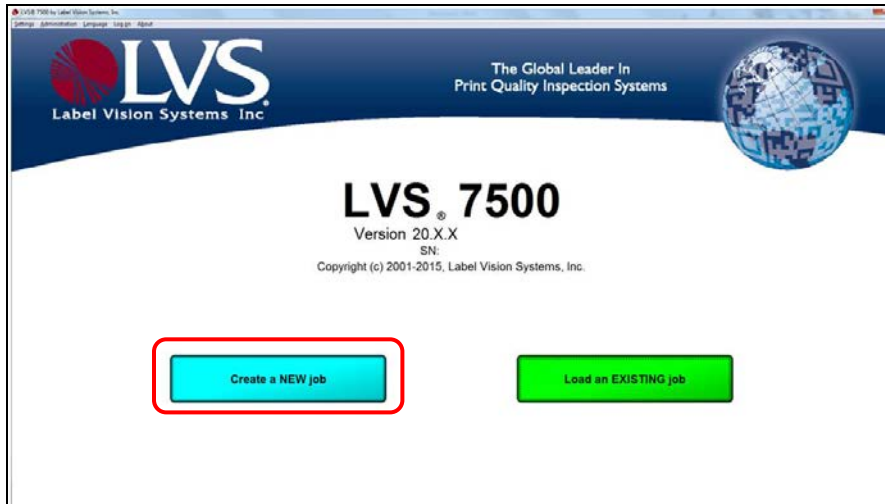 LVS® 7500 by Label Vision Systems, Inc.
Settings Administration Language Log in About
LVS®
Label Vision Systems Inc
The Global Leader In
Print Quality Inspection Systems
LVS® 7500
Version 20.X.X
SN:
Copyright (c) 2001-2015, Label Vision Systems, Inc.
Create a NEW job
Load an EXISTING job